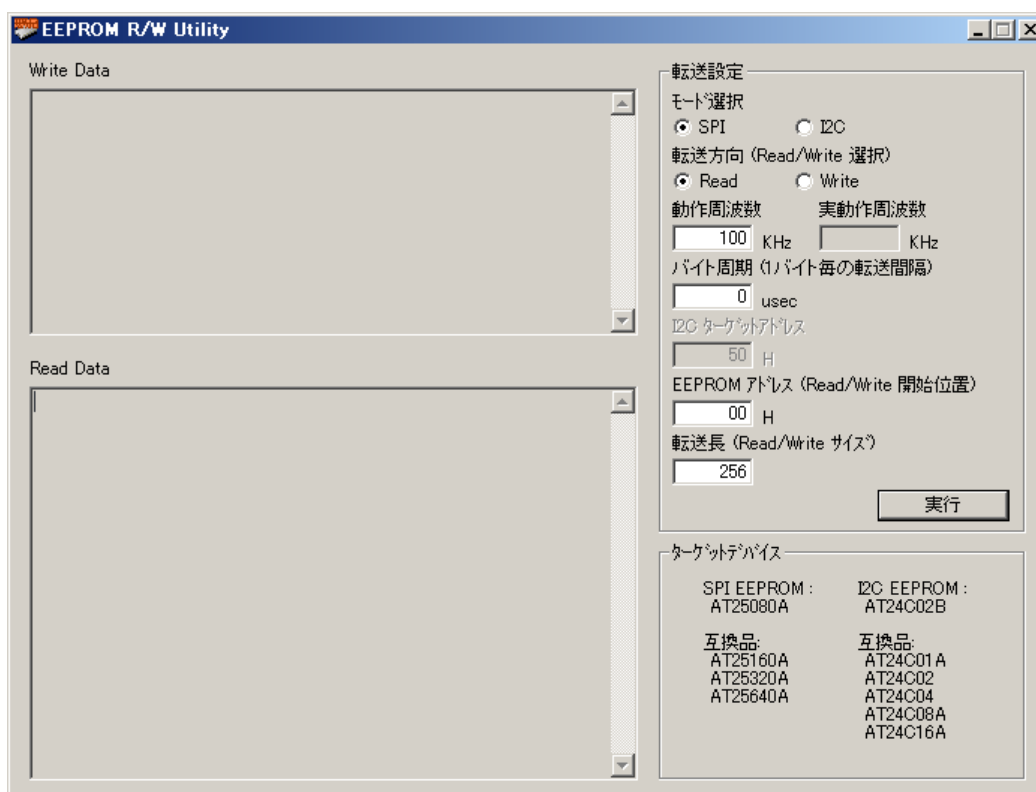 EEPROM R/W Utility
Write Data
Read Data
転送設定
ﾓｰﾄﾞ選択
SPI I2C
転送方向 (Read/Write 選択)
Read Write
動作周波数 実動作周波数
100 KHz KHz
バイト周期 (1バイト毎の転送間隔)
0 usec
I2C ﾀｰｹﾞｯﾄｱﾄﾞﾚｽ
50 H
EEPROM ｱﾄﾞﾚｽ (Read/Write 開始位置)
00 H
転送長 (Read/Write ｻｲｽﾞ)
256
実行
ﾀｰｹﾞｯﾄﾃﾞﾊﾞｲｽ
SPI EEPROM :
AT25080A
互換品:
AT25160A
AT25320A
AT25640A
I2C EEPROM :
AT24C02B
互換品:
AT24C01A
AT24C02
AT24C04
AT24C08A
AT24C16A